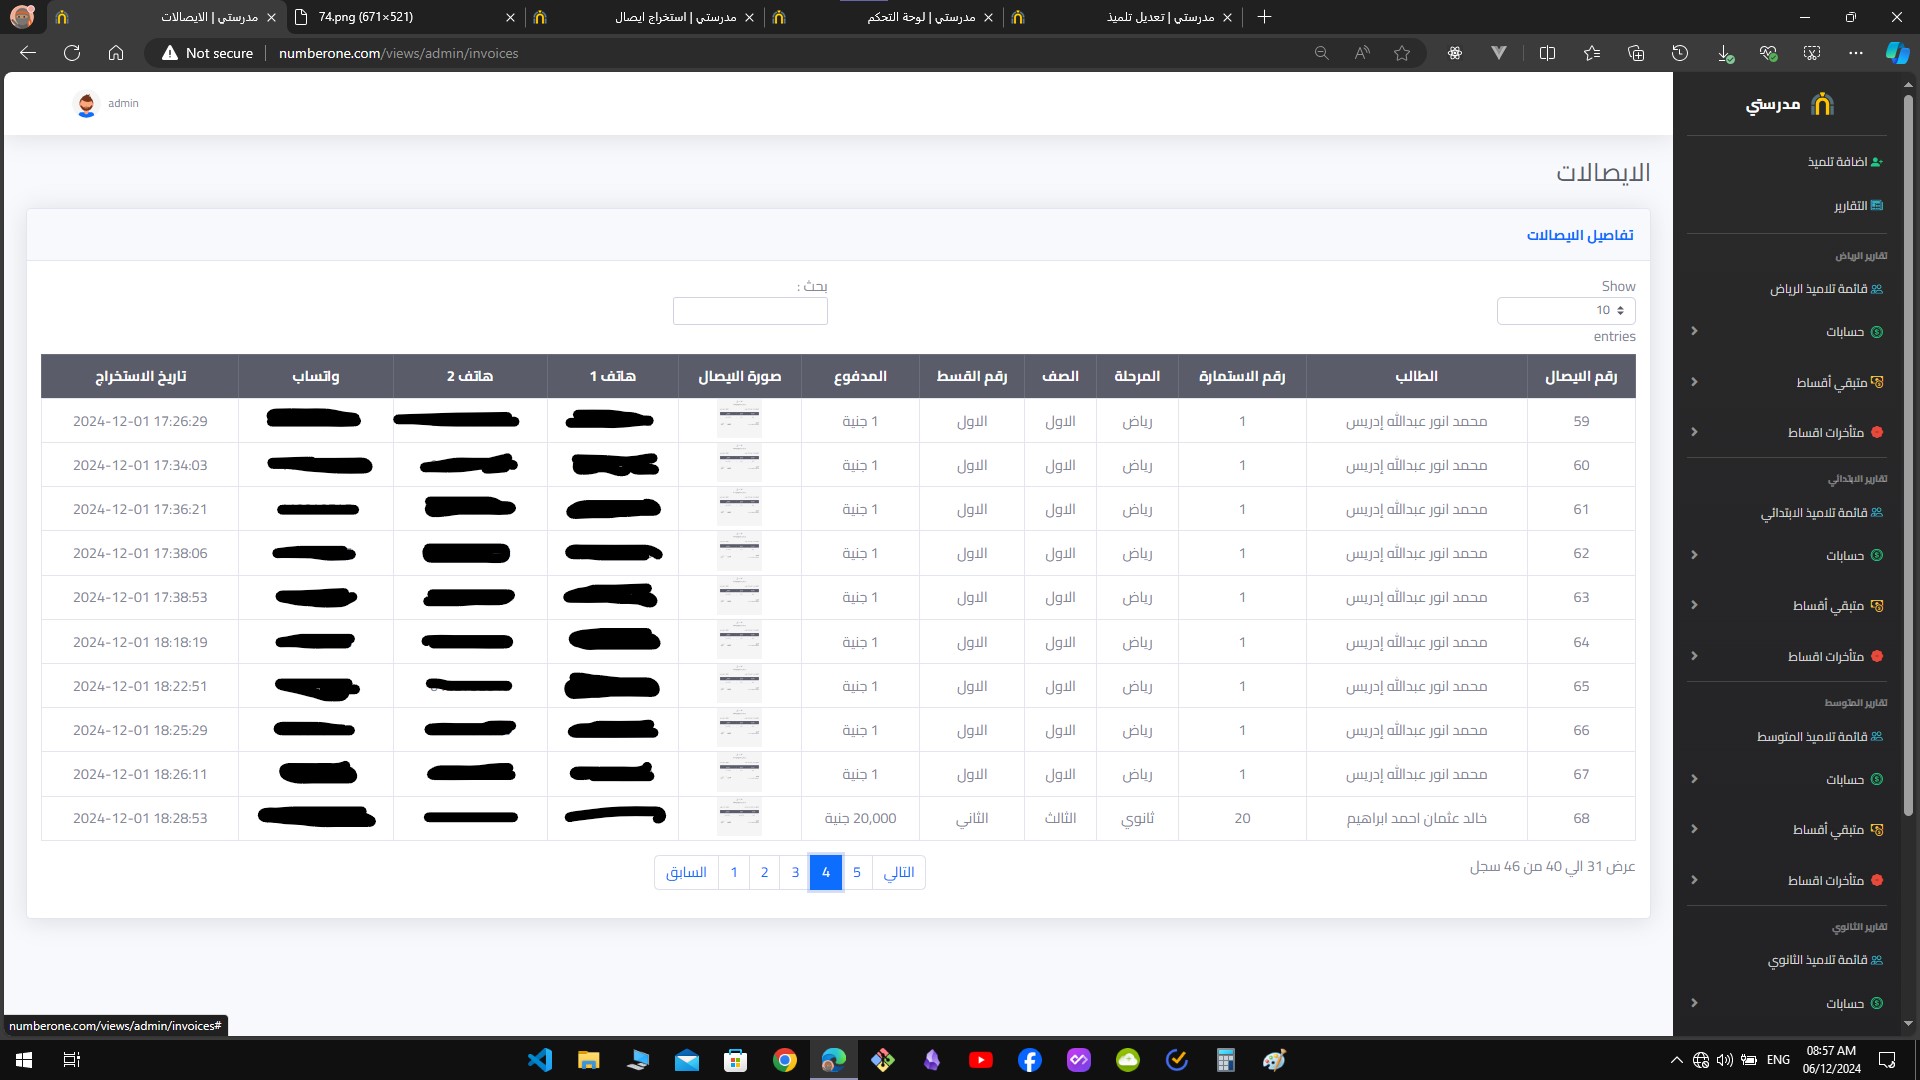 مدرستي | الايصالات
74.png (671×521)
مدرستي | استخراج ايصال
مدرستي | لوحة التحكم
مدرستي | تعديل تلميذ
Not secure
numberone.com/views/admin/invoices
admin
مدرستي
اضافة تلميذ
التقارير
تقارير الرياض
قائمة تلاميذ الرياض
حسابات
متبقي أقساط
متأخرات اقساط
تقارير الابتدائي
قائمة تلاميذ الابتدائي
حسابات
متبقي أقساط
متأخرات اقساط
تقارير المتوسط
قائمة تلاميذ المتوسط
حسابات
متبقي أقساط
متأخرات اقساط
تقارير الثانوي
قائمة تلاميذ الثانوي
حسابات
الايصالات
تفاصيل الايصالات
Show
10
entries
بحث :
رقم الايصال الطالب رقم الاستمارة المرحلة الصف رقم القسط المدفوع صورة الايصال هاتف 1 هاتف 2 واتساب تاريخ الاستخراج
59 محمد انور عبدالله إدريس 1 رياض الاول الاول 1 جنية 2024-12-01 17:26:29
60 محمد انور عبدالله إدريس 1 رياض الاول الاول 1 جنية 2024-12-01 17:34:03
61 محمد انور عبدالله إدريس 1 رياض الاول الاول 1 جنية 2024-12-01 17:36:21
62 محمد انور عبدالله إدريس 1 رياض الاول الاول 1 جنية 2024-12-01 17:38:06
63 محمد انور عبدالله إدريس 1 رياض الاول الاول 1 جنية 2024-12-01 17:38:53
64 محمد انور عبدالله إدريس 1 رياض الاول الاول 1 جنية 2024-12-01 18:18:19
65 محمد انور عبدالله إدريس 1 رياض الاول الاول 1 جنية 2024-12-01 18:22:51
66 محمد انور عبدالله إدريس 1 رياض الاول الاول 1 جنية 2024-12-01 18:25:29
67 محمد انور عبدالله إدريس 1 رياض الاول الاول 1 جنية 2024-12-01 18:26:11
68 خالد عثمان احمد ابراهيم 20 ثانوي الثالث الثاني 20,000 جنية 2024-12-01 18:28:53
عرض 31 الي 40 من 46 سجل
السابق 1 2 3 4 5 التالي
numberone.com/views/admin/invoices#
ENG
08:57 AM
06/12/2024